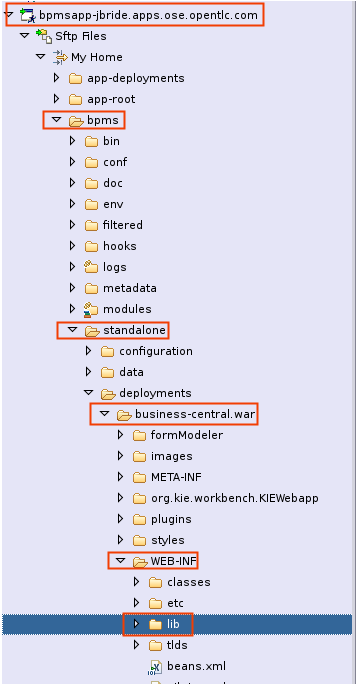 bpmsapp-jbride.apps.ose.opentlc.com
Sftp Files
My Home
app-deployments
app-root
bpms
bin
conf
doc
env
filtered
hooks
logs
metadata
modules
standalone
configuration
data
deployments
business-central.war
formModeler
images
META-INF
org.kie.workbench.KIEWebapp
plugins
styles
WEB-INF
classes
etc
lib
tlds
beans.xml